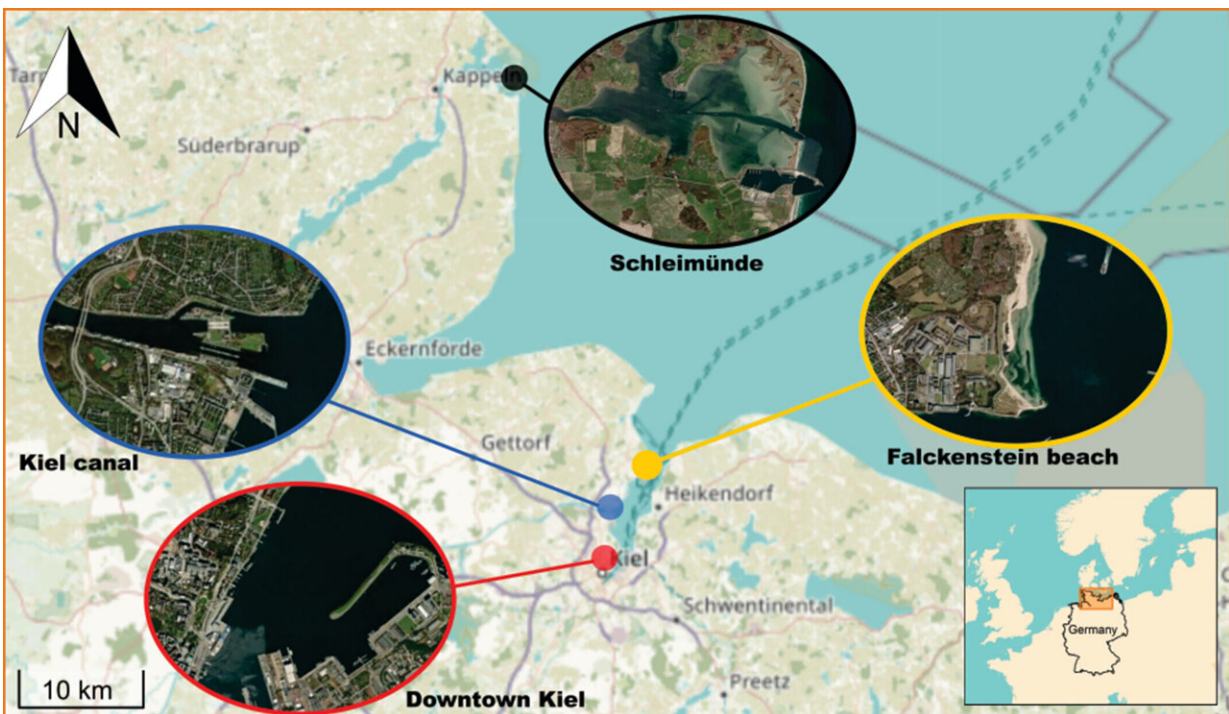 Tarp
Kappeln
N
Süderbrarup
Schleimünde
Eckernförde
Kiel canal
Gettorf
Falckenstein beach
Heikendorf
Kiel
Schwentinental
Germany
10 km
Preetz
Downtown Kiel